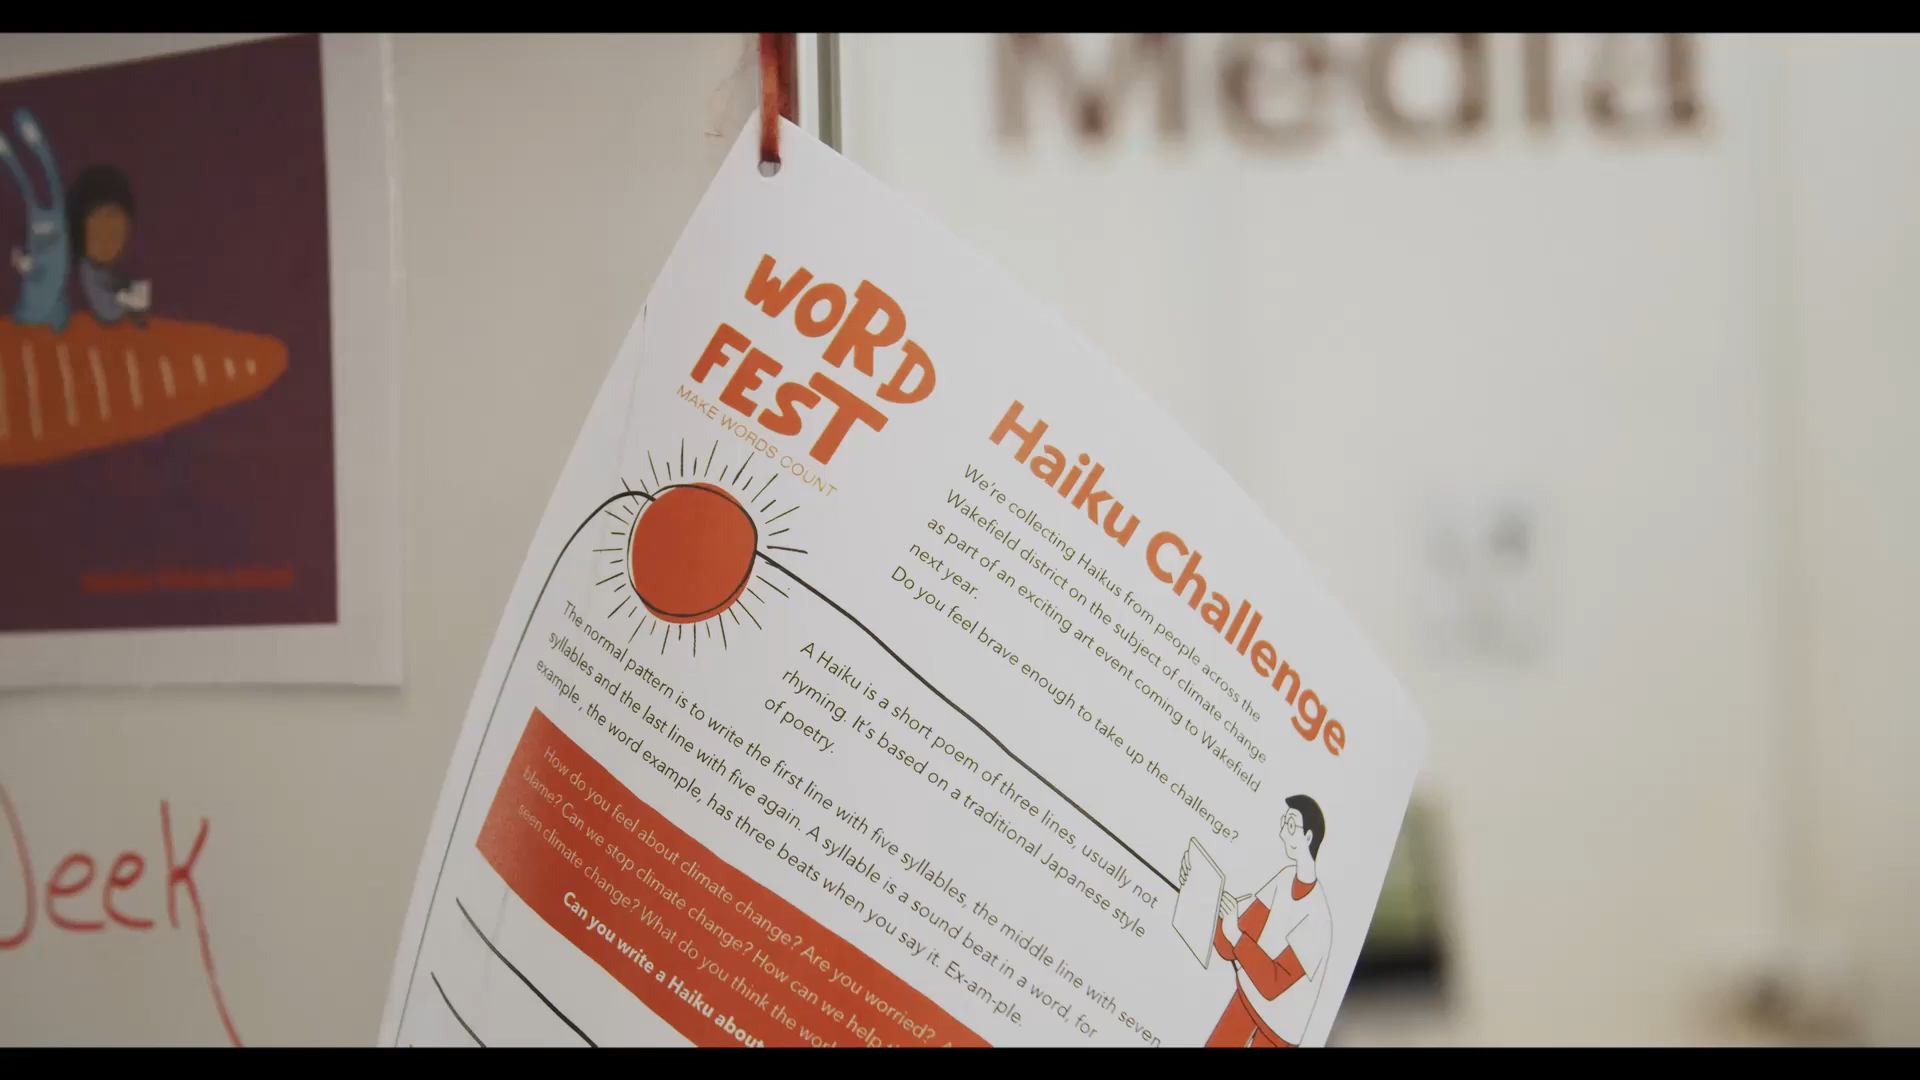 Media
WORD
FEST
MAKE WORDS COUNT
Haiku Challenge
We're collecting Haikus from people across the
Wakefield district on the subject of climate change
as part of an exciting art event coming to Wakefield
next year.
Do you feel brave enough to take up the challenge?
A Haiku is a short poem of three lines, usually not
rhyming. It's based on a traditional Japanese style
of poetry.
The normal pattern is to write the first line with five syllables, the middle line with seven
syllables and the last line with five again. A syllable is a sound beat in a word, for
example, the word example, has three beats when you say it. Ex-am-ple.
How do you feel about climate change? Are you worried?
blame? Can we stop climate change? How can we help
seen climate change? What do you think the
Can you write a Haiku about
Week